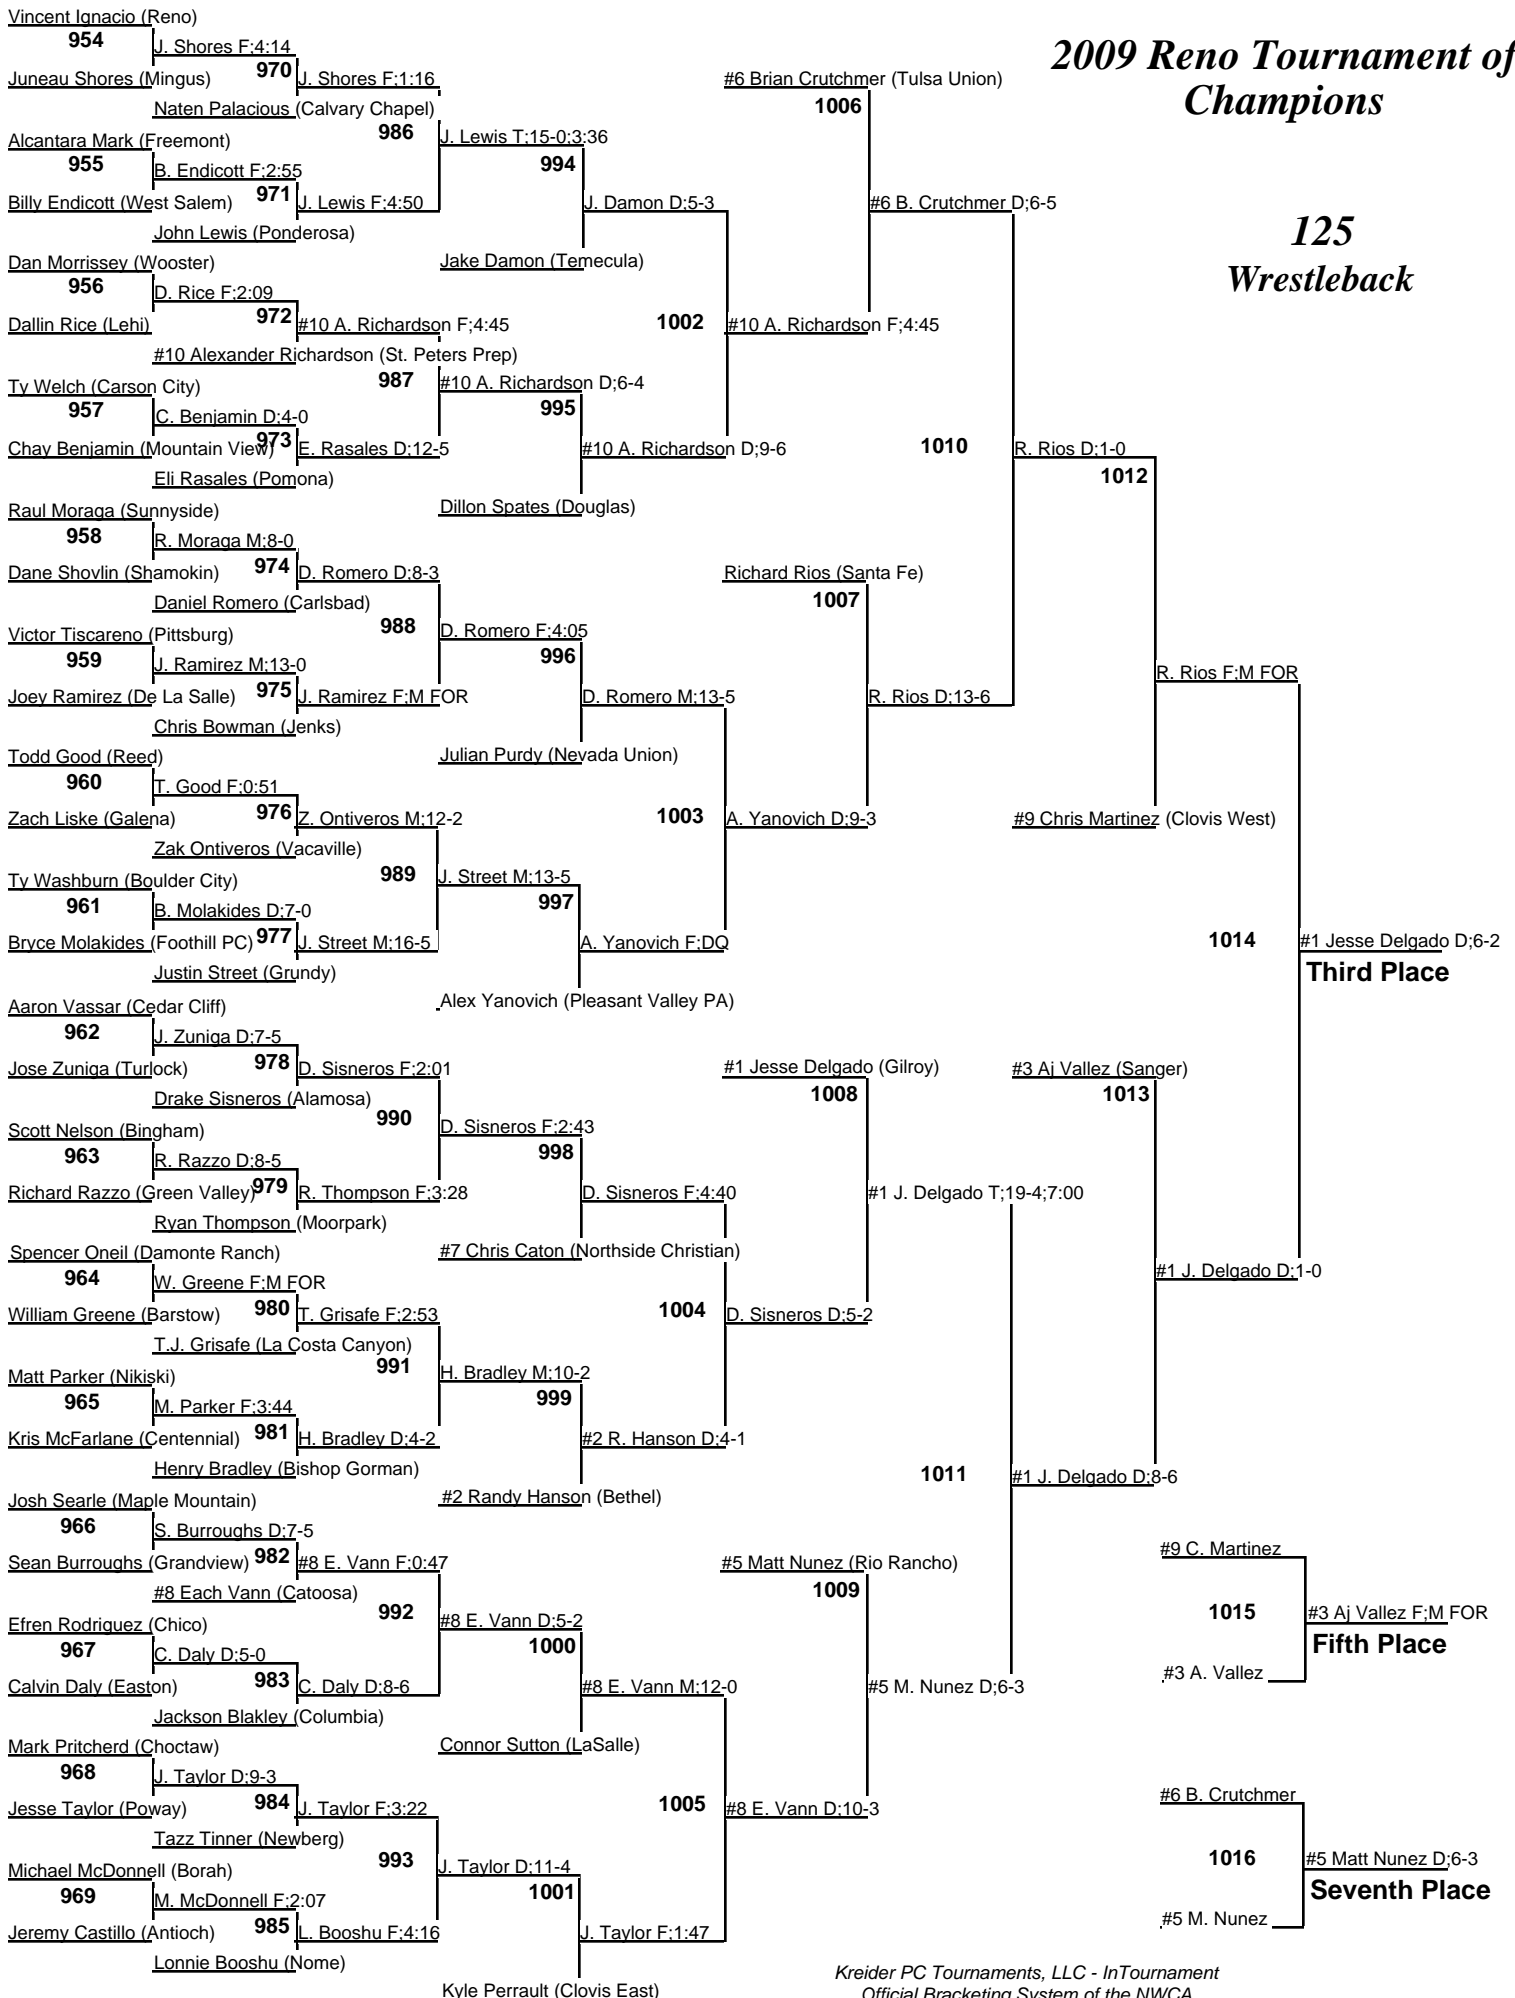 2009 Reno Tournament of
Champions
125
Wrestleback
Vincent Ignacio (Reno)
954
J. Shores F;4:14
Juneau Shores (Mingus)
970
J. Shores F;1:16
Naten Palacious (Calvary Chapel)
986
Alcantara Mark (Freemont)
955
B. Endicott F;2:55
Billy Endicott (West Salem)
971
J. Lewis F;4:50
John Lewis (Ponderosa)
J. Lewis T;15-0;3:36
994
J. Damon D;5-3
Jake Damon (Temecula)
Dan Morrissey (Wooster)
956
D. Rice F;2:09
Dallin Rice (Lehi)
972
#10 A. Richardson F;4:45
#10 Alexander Richardson (St. Peters Prep)
987
Ty Welch (Carson City)
957
C. Benjamin D;4-0
Chay Benjamin (Mountain View)
973
E. Rasales D;12-5
Eli Rasales (Pomona)
#10 A. Richardson D;6-4
995
#10 A. Richardson D;9-6
Dillon Spates (Douglas)
1002
#10 A. Richardson F;4:45
#6 Brian Crutchmer (Tulsa Union)
1006
#6 B. Crutchmer D;6-5
Raul Moraga (Sunnyside)
958
R. Moraga M;8-0
Dane Shovlin (Shamokin)
974
D. Romero D;8-3
Daniel Romero (Carlsbad)
988
Victor Tiscareno (Pittsburg)
959
J. Ramirez M;13-0
Joey Ramirez (De La Salle)
975
J. Ramirez F;M FOR
Chris Bowman (Jenks)
D. Romero F;4:05
996
D. Romero M;13-5
Julian Purdy (Nevada Union)
Todd Good (Reed)
960
T. Good F;0:51
Zach Liske (Galena)
976
Z. Ontiveros M;12-2
Zak Ontiveros (Vacaville)
989
Ty Washburn (Boulder City)
961
B. Molakides D;7-0
Bryce Molakides (Foothill PC)
977
J. Street M;16-5
Justin Street (Grundy)
J. Street M;13-5
997
A. Yanovich F;DQ
Alex Yanovich (Pleasant Valley PA)
1003
A. Yanovich D;9-3
Richard Rios (Santa Fe)
1007
R. Rios D;13-6
1010
R. Rios D;1-0
1012
R. Rios F;M FOR
#9 Chris Martinez (Clovis West)
1014
#1 Jesse Delgado D;6-2
Third Place
Aaron Vassar (Cedar Cliff)
962
J. Zuniga D;7-5
Jose Zuniga (Turlock)
978
D. Sisneros F;2:01
Drake Sisneros (Alamosa)
990
Scott Nelson (Bingham)
963
R. Razzo D;8-5
Richard Razzo (Green Valley)
979
R. Thompson F;3:28
Ryan Thompson (Moorpark)
D. Sisneros F;2:43
998
D. Sisneros F;4:40
#7 Chris Caton (Northside Christian)
Spencer Oneil (Damonte Ranch)
964
W. Greene F;M FOR
William Greene (Barstow)
980
T. Grisafe F;2:53
T.J. Grisafe (La Costa Canyon)
991
Matt Parker (Nikiski)
965
M. Parker F;3:44
Kris McFarlane (Centennial)
981
H. Bradley D;4-2
Henry Bradley (Bishop Gorman)
H. Bradley M;10-2
999
#2 R. Hanson D;4-1
#2 Randy Hanson (Bethel)
1004
D. Sisneros D;5-2
#1 Jesse Delgado (Gilroy)
1008
#1 J. Delgado T;19-4;7:00
#3 Aj Vallez (Sanger)
1013
#1 J. Delgado D;1-0
1011
#1 J. Delgado D;8-6
Josh Searle (Maple Mountain)
966
S. Burroughs D;7-5
Sean Burroughs (Grandview)
982
#8 E. Vann F;0:47
#8 Each Vann (Catoosa)
992
Efren Rodriguez (Chico)
967
C. Daly D;5-0
Calvin Daly (Easton)
983
C. Daly D;8-6
Jackson Blakley (Columbia)
#8 E. Vann D;5-2
1000
#8 E. Vann M;12-0
Connor Sutton (LaSalle)
Mark Pritcherd (Choctaw)
968
J. Taylor D;9-3
Jesse Taylor (Poway)
984
J. Taylor F;3:22
Tazz Tinner (Newberg)
993
Michael McDonnell (Borah)
969
M. McDonnell F;2:07
Jeremy Castillo (Antioch)
985
L. Booshu F;4:16
Lonnie Booshu (Nome)
J. Taylor D;11-4
1001
J. Taylor F;1:47
Kyle Perrault (Clovis East)
1005
#8 E. Vann D;10-3
#5 Matt Nunez (Rio Rancho)
1009
#5 M. Nunez D;6-3
#9 C. Martinez
1015
#3 Aj Vallez F;M FOR
Fifth Place
#3 A. Vallez
#6 B. Crutchmer
1016
#5 Matt Nunez D;6-3
Seventh Place
#5 M. Nunez
Kreider PC Tournaments, LLC - InTournament
Official Bracketing System of the NWCA